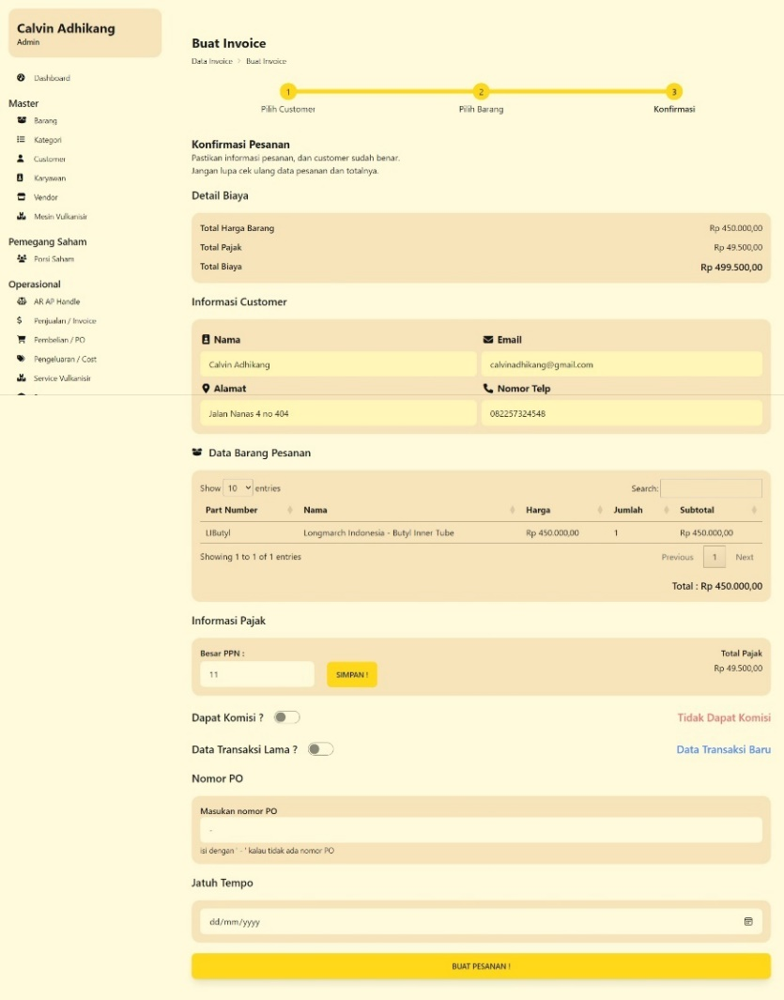 Calvin Adhikang
Admin
Dashboard
Master
Barang
Kategori
Customer
Karyawan
Vendor
Mesin Vulkanisir
Pemegang Saham
Porsi Saham
Operasional
AR AP Handle
Penjualan / Invoice
Pembelian / PO
Pengeluaran / Cost
Service Vulkanisir
Buat Invoice
Data Invoice > Buat Invoice
1 2 3
Pilih Customer Pilih Barang Konfirmasi
Konfirmasi Pesanan
Pastikan informasi pesanan, dan customer sudah benar.
Jangan lupa cek ulang data pesanan dan totalnya.
Detail Biaya
Total Harga Barang Rp 450.000,00
Total Pajak Rp 49.500,00
Total Biaya Rp 499.500,00
Informasi Customer
Nama Email
Calvin Adhikang calvinadhikang@gmail.com
Alamat Nomor Telp
Jalan Nanas 4 no 404 082257324548
Data Barang Pesanan
Show 10 entries Search:
Part Number Nama Harga Jumlah Subtotal
LIButyl Longmarch Indonesia - Butyl Inner Tube Rp 450.000,00 1 Rp 450.000,00
Showing 1 to 1 of 1 entries Previous 1 Next
Total : Rp 450.000,00
Informasi Pajak
Besar PPN : Total Pajak
11 SIMPAN ! Rp 49.500,00
Dapat Komisi ? Tidak Dapat Komisi
Data Transaksi Lama ? Data Transaksi Baru
Nomor PO
Masukan nomor PO
-
isi dengan ' - ' kalau tidak ada nomor PO
Jatuh Tempo
dd/mm/yyyy
BUAT PESANAN !